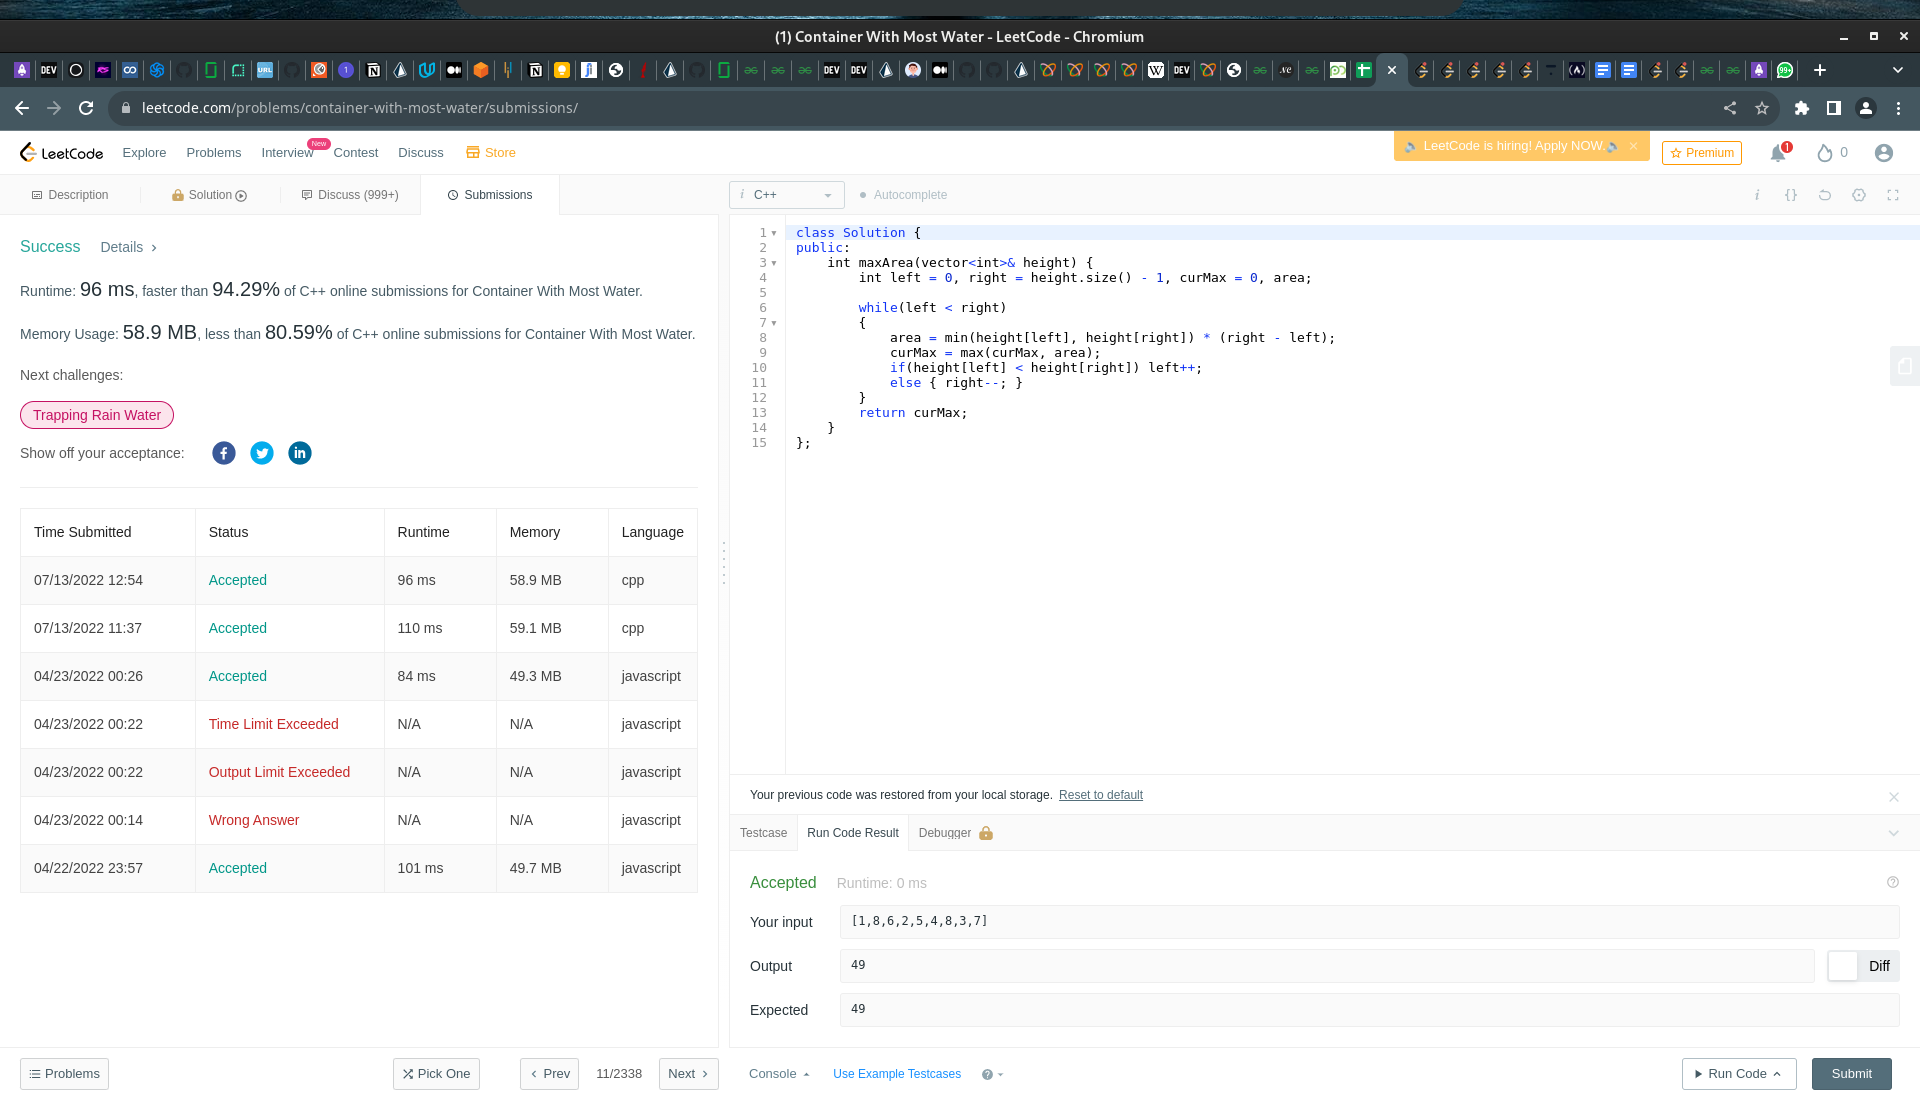 (1) Container With Most Water - LeetCode - Chromium
leetcode.com/problems/container-with-most-water/submissions/
LeetCode
Explore
Problems
Interview
New
Contest
Discuss
Store
LeetCode is hiring! Apply NOW.
Premium
1
0
Description
Solution
Discuss (999+)
Submissions
i C++
Autocomplete
Success
Details
Runtime: 96 ms, faster than 94.29% of C++ online submissions for Container With Most Water.
Memory Usage: 58.9 MB, less than 80.59% of C++ online submissions for Container With Most Water.
Next challenges:
Trapping Rain Water
Show off your acceptance:
Time Submitted Status Runtime Memory Language
07/13/2022 12:54 Accepted 96 ms 58.9 MB cpp
07/13/2022 11:37 Accepted 110 ms 59.1 MB cpp
04/23/2022 00:26 Accepted 84 ms 49.3 MB javascript
04/23/2022 00:22 Time Limit Exceeded N/A N/A javascript
04/23/2022 00:22 Output Limit Exceeded N/A N/A javascript
04/23/2022 00:14 Wrong Answer N/A N/A javascript
04/22/2022 23:57 Accepted 101 ms 49.7 MB javascript
Problems
Pick One
Prev
11/2338
Next
1 class Solution {
2 public:
3     int maxArea(vector<int>& height) {
4         int left = 0, right = height.size() - 1, curMax = 0, area;
5
6         while(left < right)
7         {
8             area = min(height[left], height[right]) * (right - left);
9             curMax = max(curMax, area);
10             if(height[left] < height[right]) left++;
11             else { right--; }
12         }
13         return curMax;
14     }
15 };
Your previous code was restored from your local storage. Reset to default
Testcase
Run Code Result
Debugger
Accepted
Runtime: 0 ms
Your input
[1,8,6,2,5,4,8,3,7]
Output
49
Diff
Expected
49
Console
Use Example Testcases
Run Code
Submit